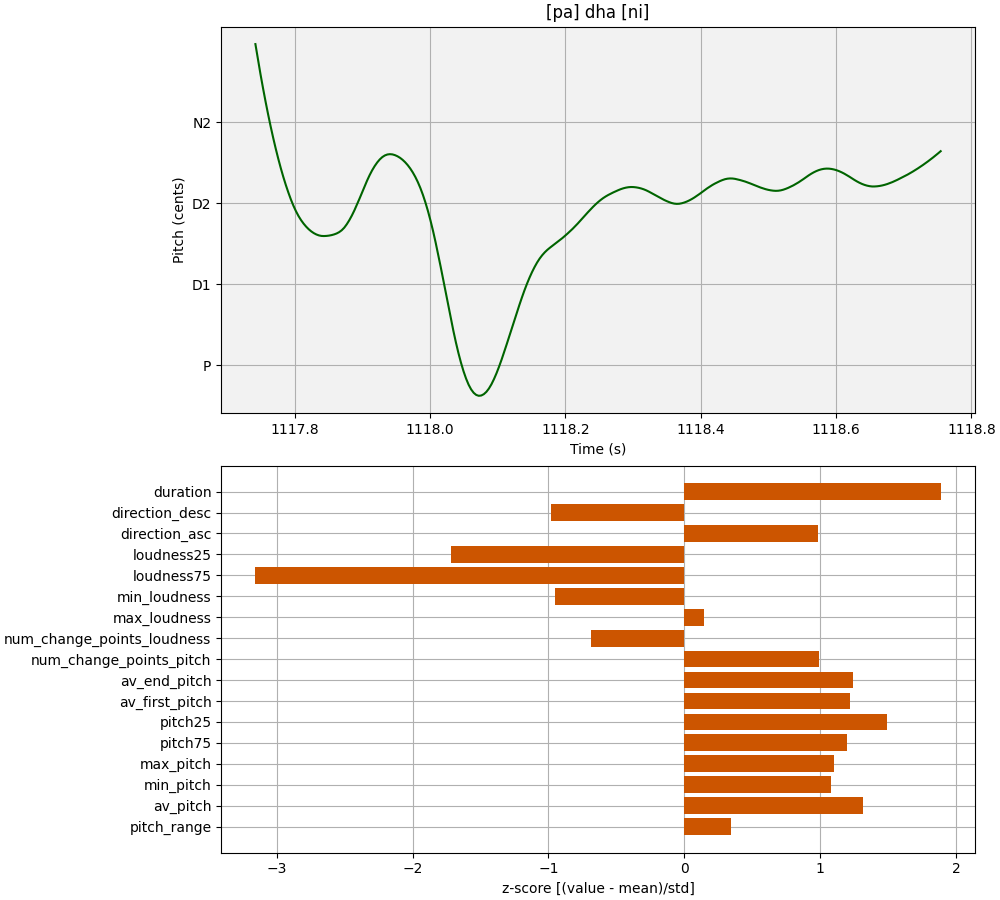 [pa] dha [ni]
N2
D2
D1
P
Pitch (cents)
1117.8 1118.0 1118.2 1118.4 1118.6 1118.8
Time (s)
duration
direction_desc
direction_asc
loudness25
loudness75
min_loudness
max_loudness
num_change_points_loudness
num_change_points_pitch
av_end_pitch
av_first_pitch
pitch25
pitch75
max_pitch
min_pitch
av_pitch
pitch_range
−3 −2 −1 0 1 2
z-score [(value - mean)/std]